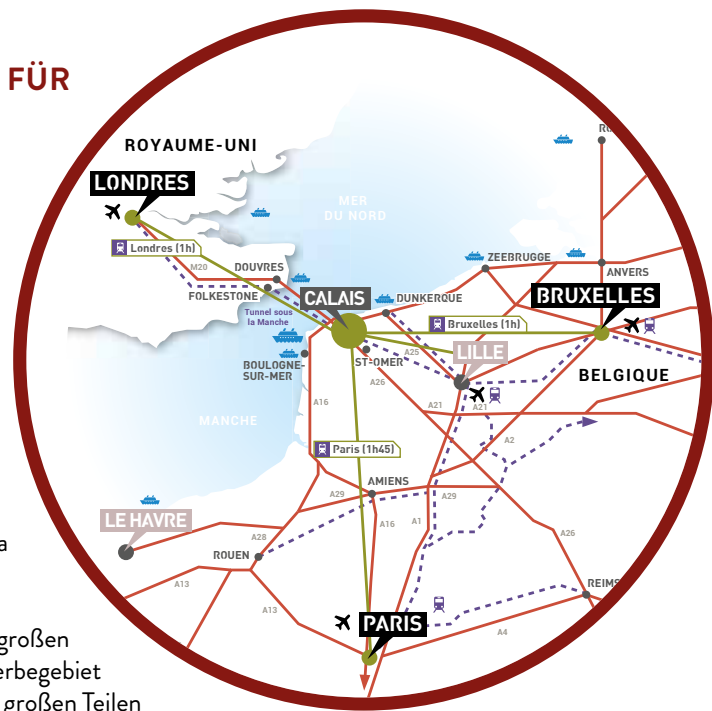 FÜR
ROYAUME-UNI
LONDRES
MER
DU NORD
Londres (1h)
M20
DOUVRES
FOLKESTONE
Tunnel sous
la Manche
CALAIS
DUNKERQUE
ZEEBRUGGE
ANVERS
BRUXELLES
Bruxelles (1h)
BELGIQUE
LILLE
A25
ST-OMER
A26
BOULOGNE-
SUR-MER
A16
A21
A21
A2
MANCHE
Paris (1h45)
AMIENS
A29
A29
A16
A1
LE HAVRE
A28
ROUEN
A13
A13
A26
REIMS
A4
PARIS
großen
großen Teilen